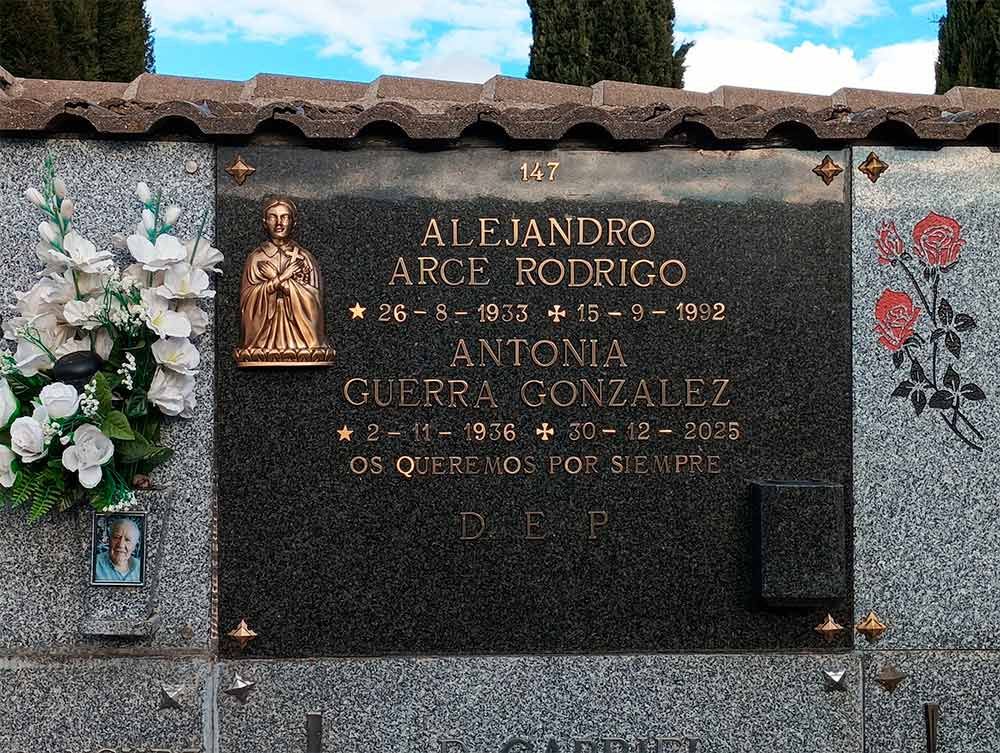 147
ALEJANDRO
ARCE RODRIGO
★ 26-8-1933 ✠ 15-9-1992
ANTONIA
GUERRA GONZALEZ
★ 2-11-1936 ✠ 30-12-2025
OS QUEREMOS POR SIEMPRE
D. E P
D. GABRIEL